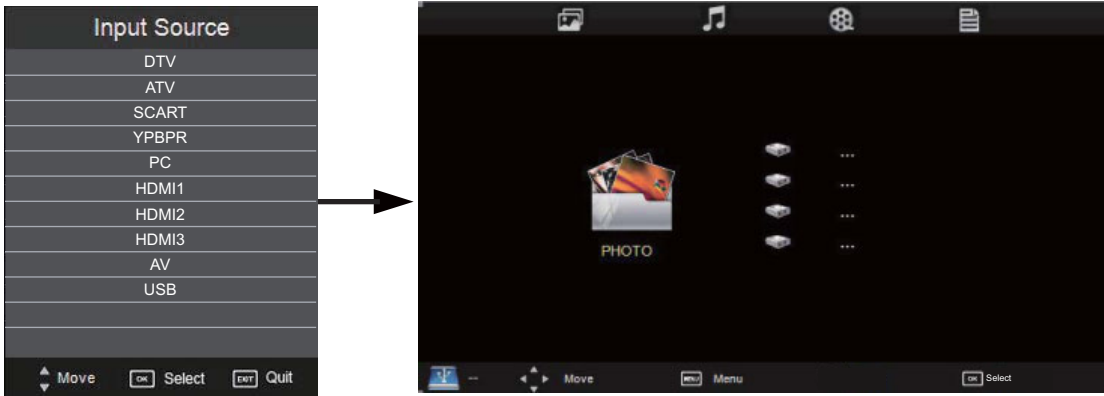 Input Source
DTV
ATV
SCART
YPBPR
PC
HDMI1
HDMI2
HDMI3
AV
USB
Move OK Select EXIT Quit
...
...
...
...
PHOTO
-- Move MENU Menu OK Select